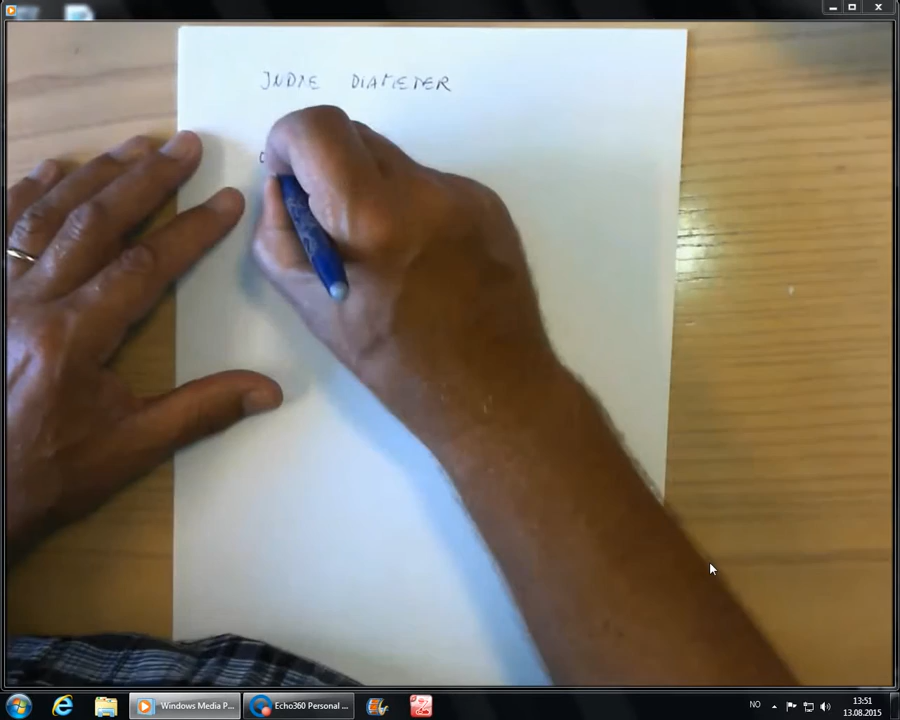 INDRE DIAMETER
Windows Media P...
Echo360 Personal ...
NO
13:51
13.08.2015